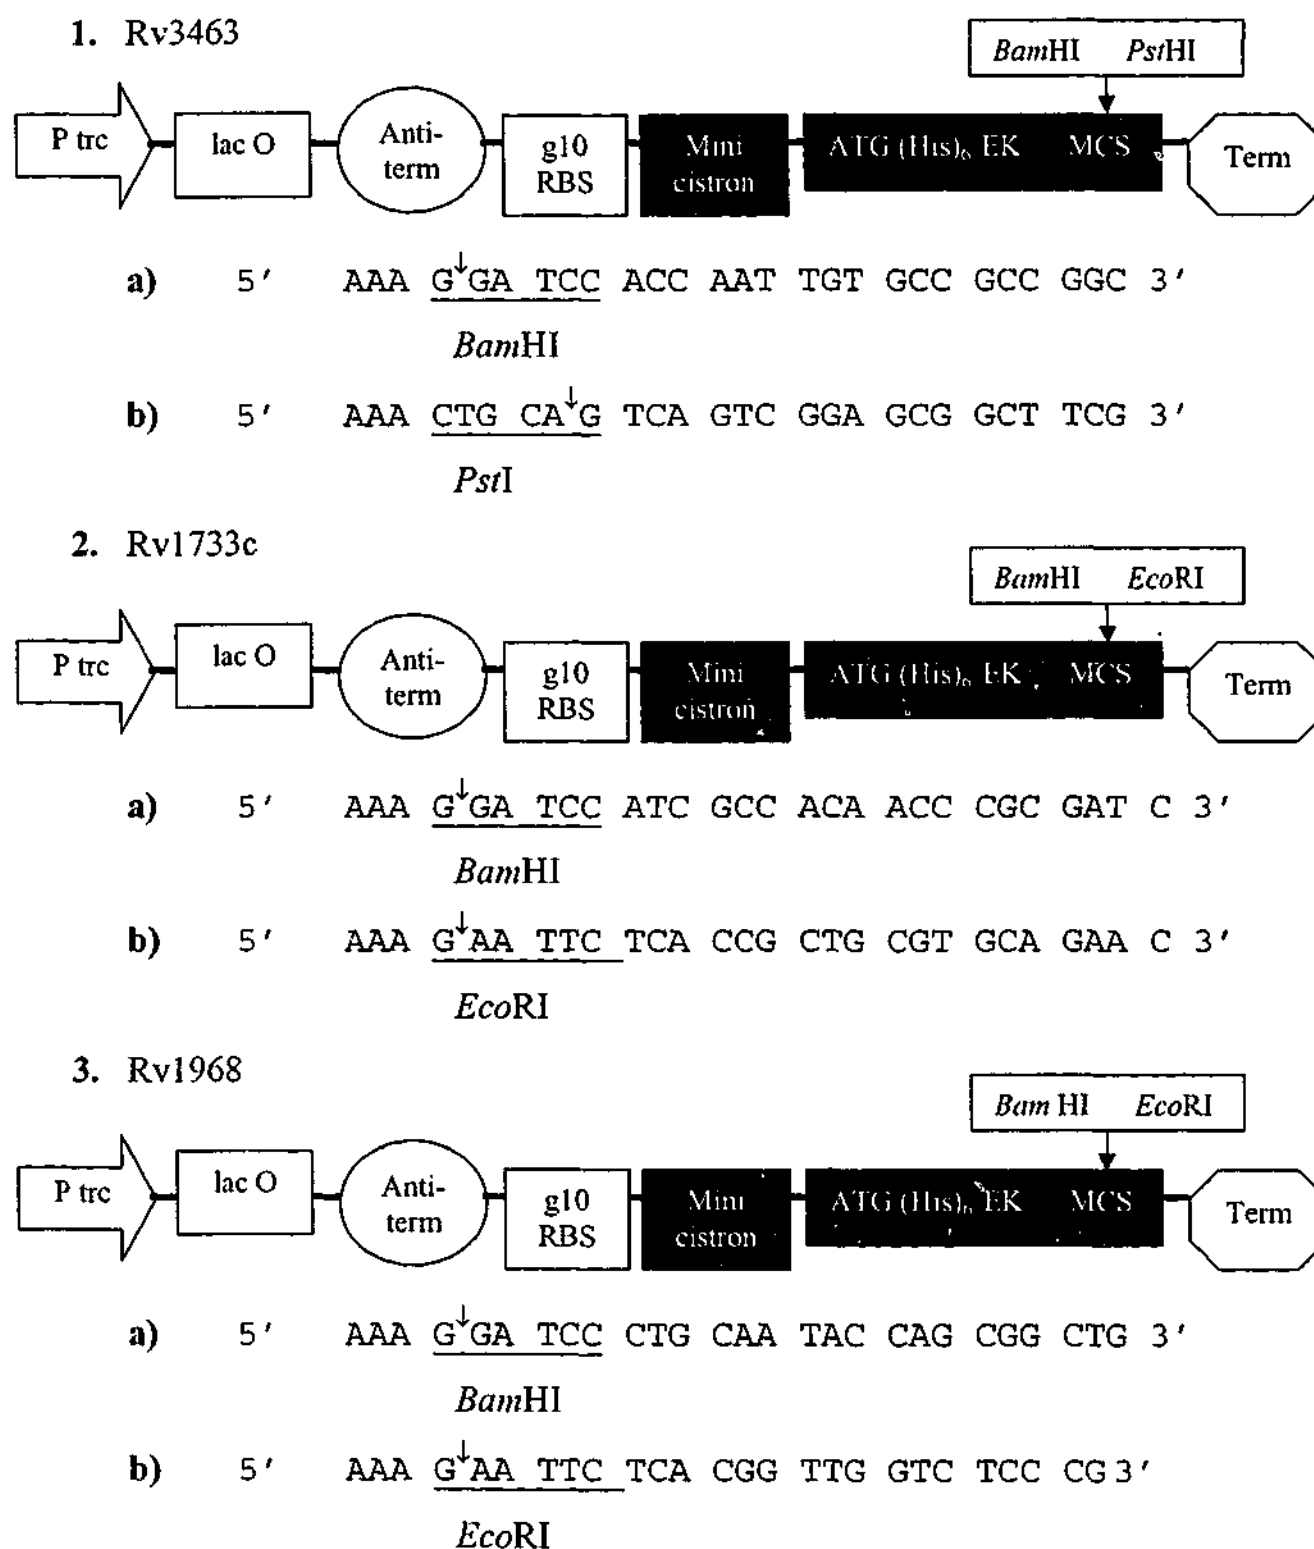 1. Rv3463
BamHI PstHI
P trc lac O Anti-term g10 RBS Mini cistron ATG (His)6 EK MCS Term
a) 5' AAA G↓GA TCC ACC AAT TGT GCC GCC GGC 3'
BamHI
b) 5' AAA CTG CA↓G TCA GTC GGA GCG GCT TCG 3'
PstI
2. Rv1733c
BamHI EcoRI
P trc lac O Anti-term g10 RBS Mini cistron ATG (His)6 EK MCS Term
a) 5' AAA G↓GA TCC ATC GCC ACA ACC CGC GAT C 3'
BamHI
b) 5' AAA G↓AA TTC TCA CCG CTG CGT GCA GAA C 3'
EcoRI
3. Rv1968
Bam HI EcoRI
P trc lac O Anti-term g10 RBS Mini cistron ATG (His)6 EK MCS Term
a) 5' AAA G↓GA TCC CTG CAA TAC CAG CGG CTG 3'
BamHI
b) 5' AAA G↓AA TTC TCA CGG TTG GTC TCC CG 3'
EcoRI